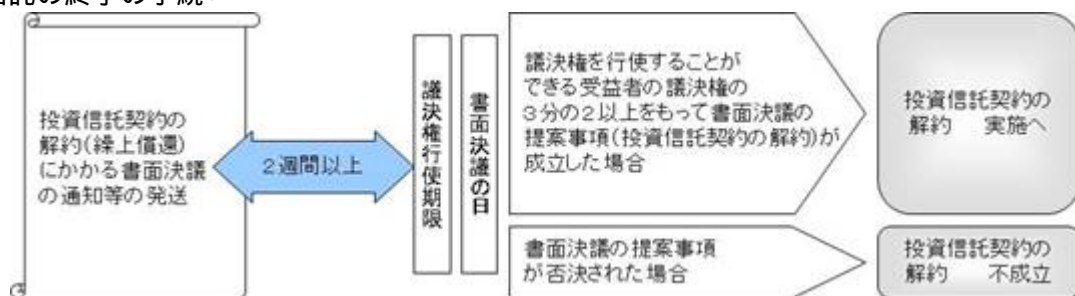 投資信託契約の
解約(繰上償還)
にかかる書面決議
の通知等の発送
2週間以上
議決権行使期限
書面決議の日
議決権を行使することが
できる受益者の議決権の
3分の2以上をもって書面決議の
提案事項(投資信託契約の解約)が
成立した場合
投資信託契約の
解約 実施へ
書面決議の提案事項
が否決された場合
投資信託契約の
解約 不成立